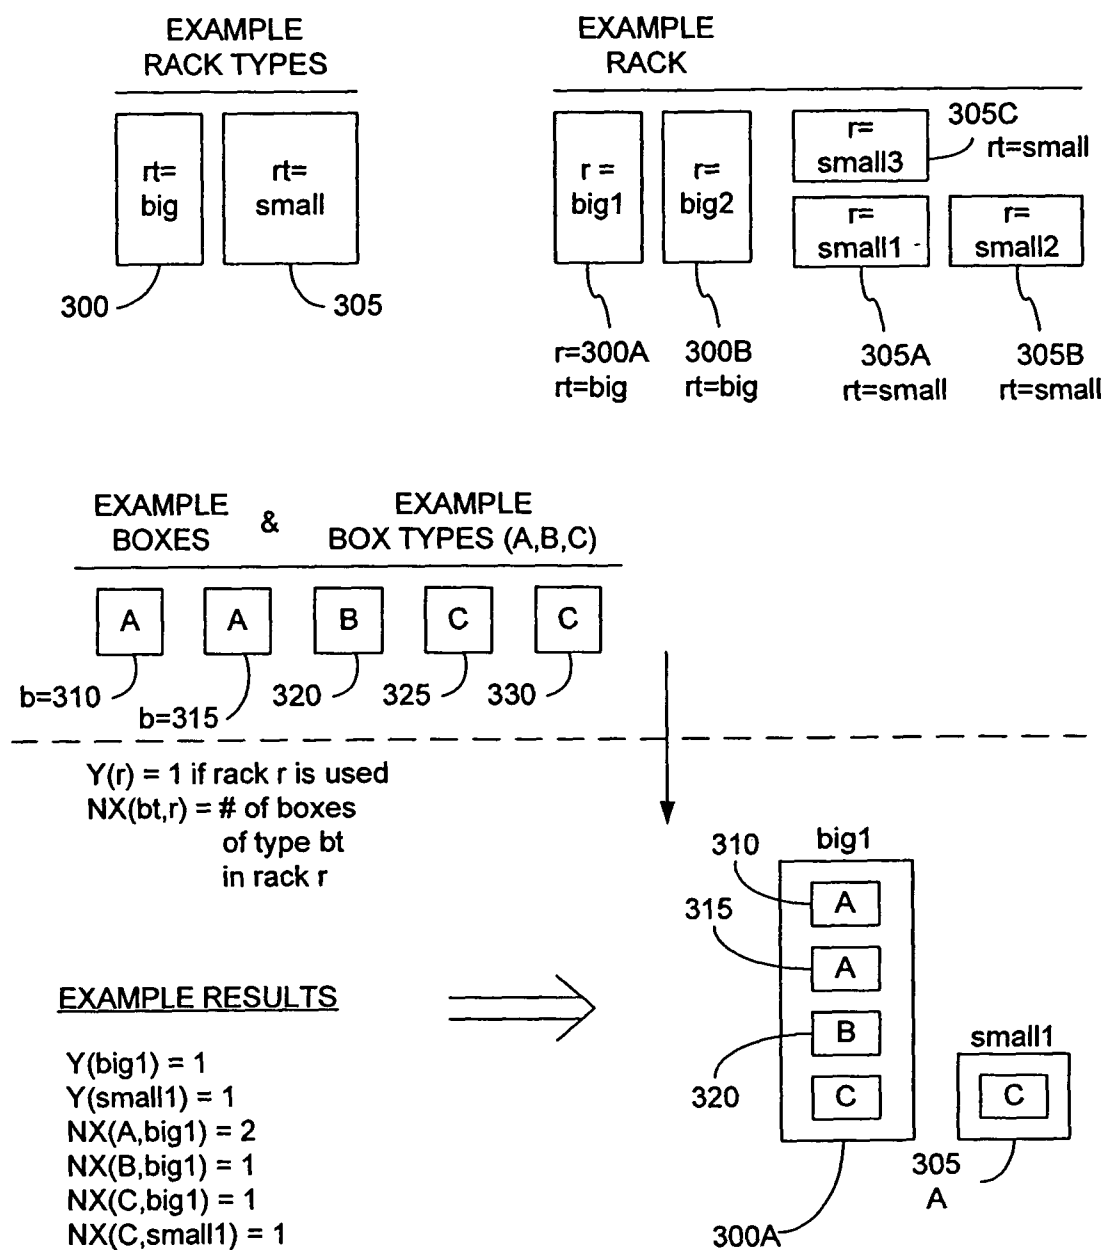 EXAMPLE
RACK TYPES
rt=
big
rt=
small
300
305
EXAMPLE
RACK
r =
big1
r=
big2
r=
small3
r=
small1
r=
small2
305C
rt=small
r=300A
rt=big
300B
rt=big
305A
rt=small
305B
rt=small
EXAMPLE
BOXES
&
EXAMPLE
BOX TYPES (A,B,C)
A
A
B
C
C
b=310
b=315
320
325
330
Y(r) = 1 if rack r is used
NX(bt,r) = # of boxes
of type bt
in rack r
EXAMPLE RESULTS
Y(big1) = 1
Y(small1) = 1
NX(A,big1) = 2
NX(B,big1) = 1
NX(C,big1) = 1
NX(C,small1) = 1
big1
310
A
315
A
320
B
C
300A
small1
C
305
A